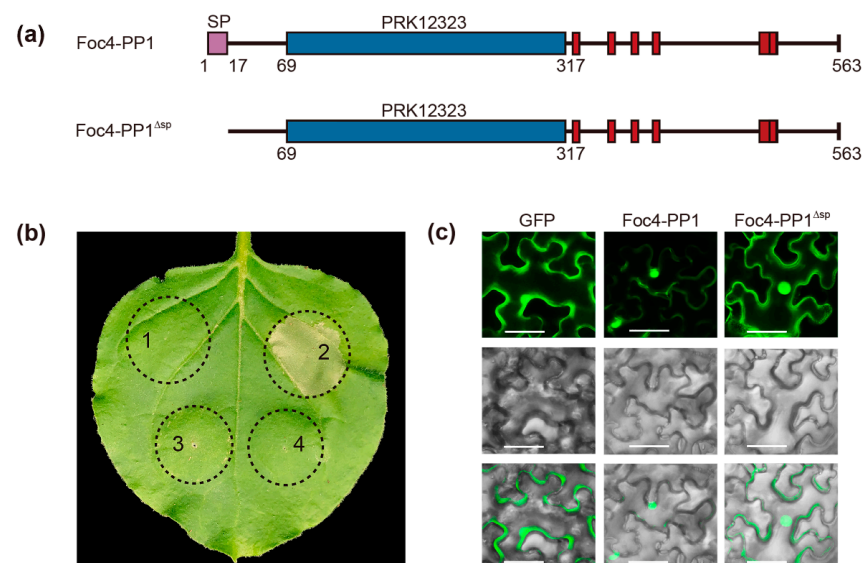 (a)
SP
PRK12323
Foc4-PP1
1 17 69 317 563
PRK12323
Foc4-PP1Δsp
69 317 563
(b)
1
2
3
4
(c)
GFP Foc4-PP1 Foc4-PP1Δsp